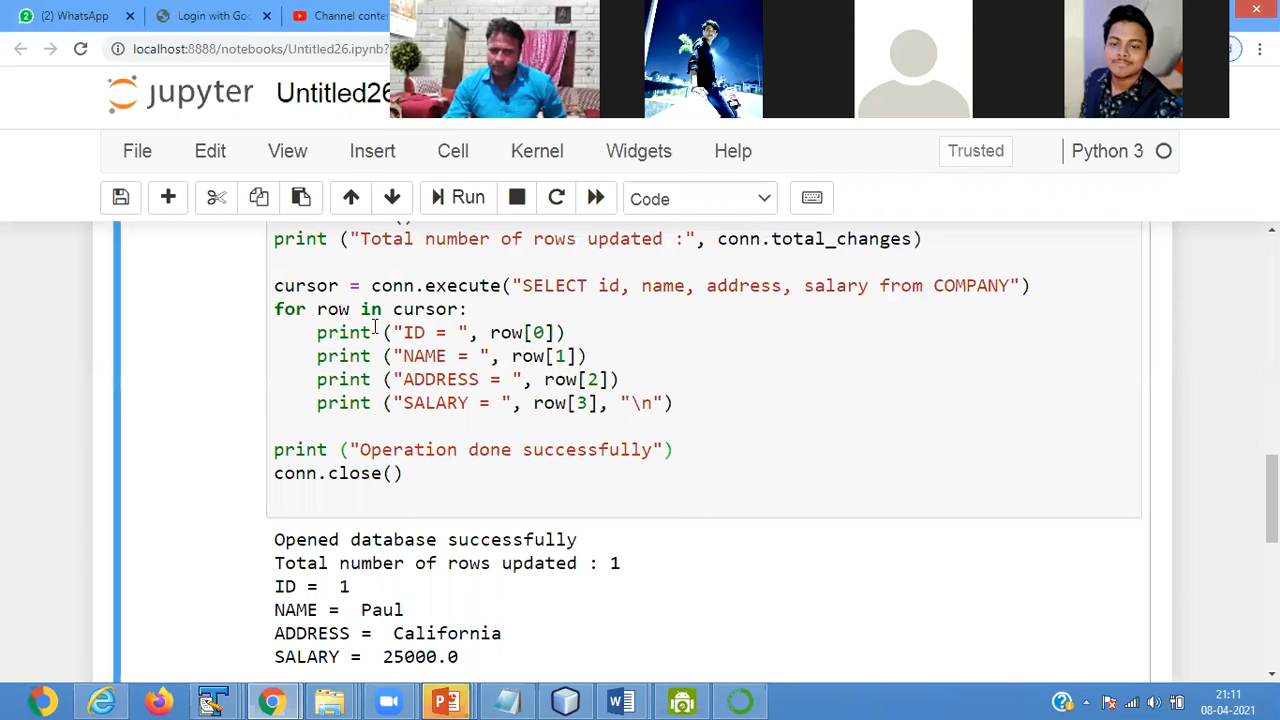 (2) WhatsApp
Login with Goo
Channel conte
localhost:8888/notebooks/Untitled26.ipynb?
jupyter
Untitled26
File
Edit
View
Insert
Cell
Kernel
Widgets
Help
Trusted
Python 3
Run
Code
print ("Total number of rows updated :", conn.total_changes)
cursor = conn.execute("SELECT id, name, address, salary from COMPANY")
for row in cursor:
print ("ID = ", row[0])
print ("NAME = ", row[1])
print ("ADDRESS = ", row[2])
print ("SALARY = ", row[3], "\n")
print ("Operation done successfully")
conn.close()
Opened database successfully
Total number of rows updated : 1
ID =  1
NAME =  Paul
ADDRESS =  California
SALARY =  25000.0
21:11
08-04-2021